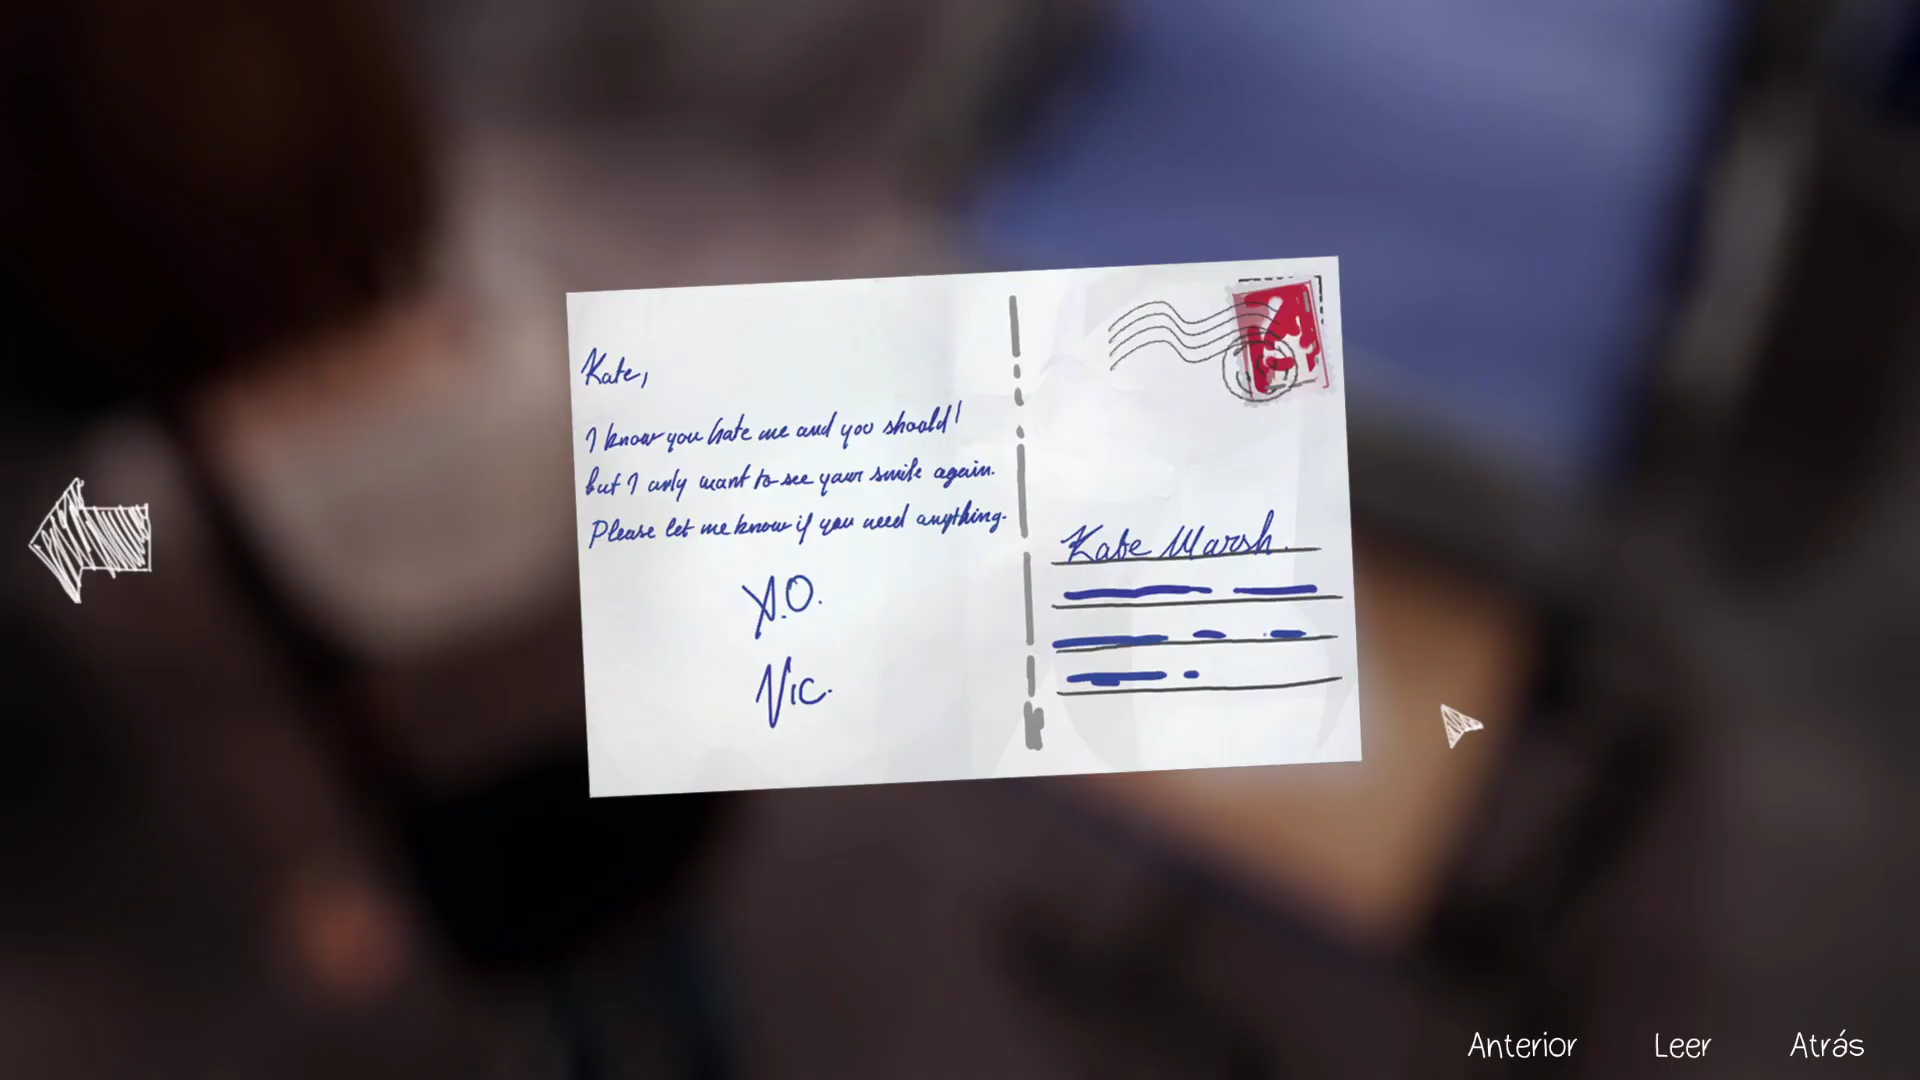 Kate,
I know you hate me and you should!
but I only want to see your smile again.
Please let me know if you need anything.
X.O.
Vic.
Kate Marsh.
Anterior
Leer
Atrás